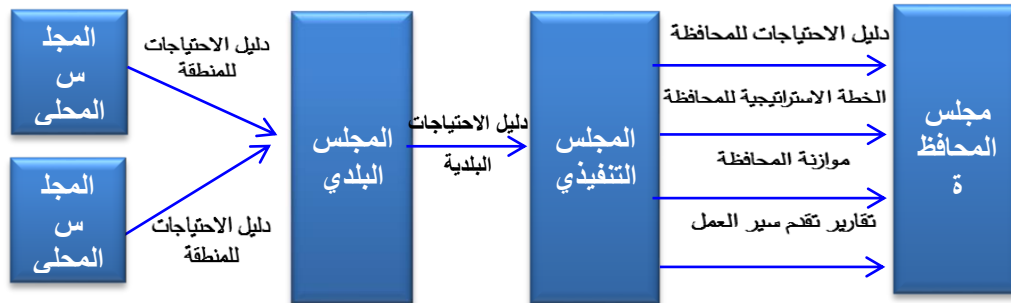 المجل
س
المحلى
دليل الاحتياجات
للمنطقة
المجل
س
المحلى
دليل الاحتياجات
للمنطقة
المجلس
البلدي
دليل الاحتياجات
البلدية
المجلس
التنفيذي
دليل الاحتياجات للمحافظة
الخطة الاستراتيجية للمحافظة
موازنة المحافظة
تقارير تقدم سير العمل
مجلس
المحافظ
ة